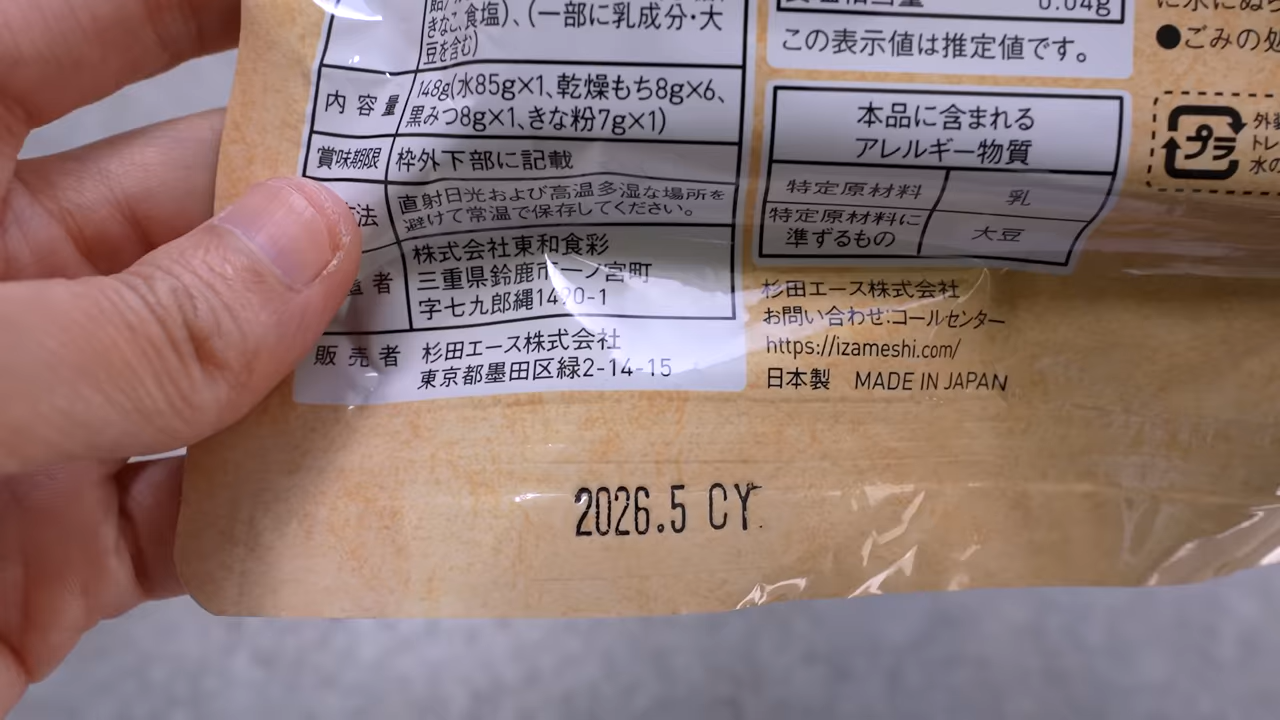 きなこ、食塩)、(一部に乳成分・大
豆を含む)
内容量
148g(水85g×1、乾燥もち8g×6、
黒みつ8g×1、きな粉7g×1)
賞味期限
枠外下部に記載
法
直射日光および高温多湿な場所を
避けて常温で保存してください。
造者
株式会社東和食彩
三重県鈴鹿市一ノ宮町
字七九郎縄1420-1
販売者
杉田エース株式会社
東京都墨田区緑2-14-15
0.04g
この表示値は推定値です。
本品に含まれる
アレルギー物質
特定原材料
乳
特定原材料に
準ずるもの
大豆
杉田エース株式会社
お問い合わせ:コールセンター
https://izameshi.com/
日本製 MADE IN JAPAN
●ごみの処
プラ
外装
トレ
水の
2026.5 CY